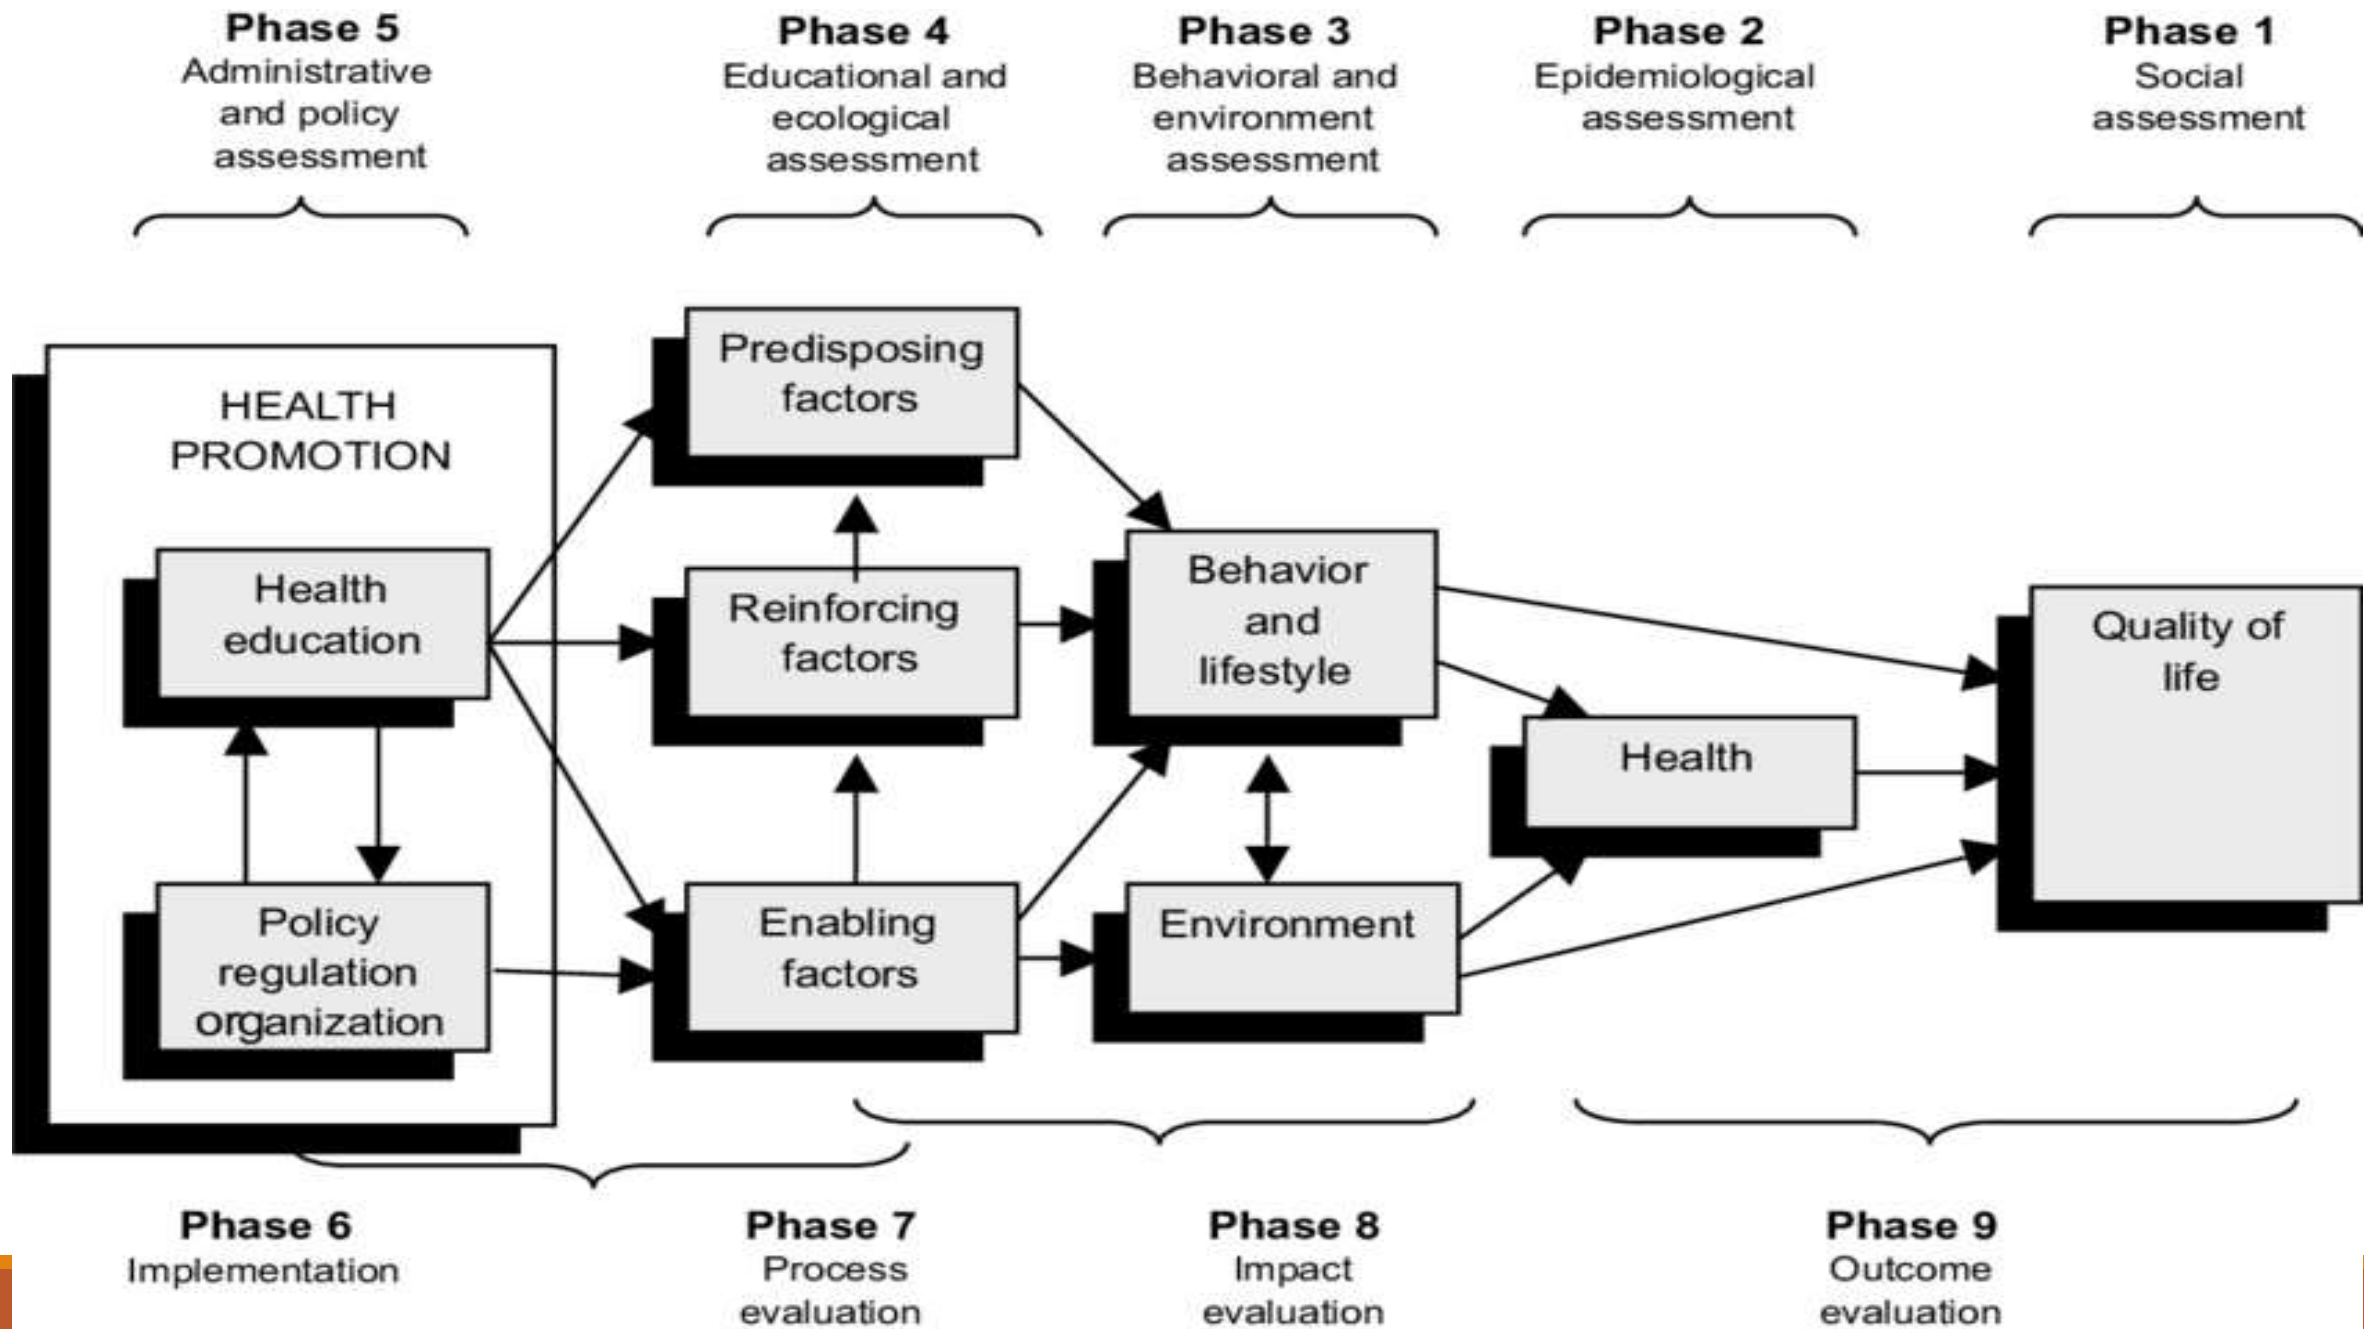 Phase 5
Administrative
and policy
assessment
Phase 4
Educational and
ecological
assessment
Phase 3
Behavioral and
environment
assessment
Phase 2
Epidemiological
assessment
Phase 1
Social
assessment
HEALTH
PROMOTION
Health
education
Policy
regulation
organization
Predisposing
factors
Reinforcing
factors
Enabling
factors
Behavior
and
lifestyle
Environment
Health
Quality of
life
Phase 6
Implementation
Phase 7
Process
evaluation
Phase 8
Impact
evaluation
Phase 9
Outcome
evaluation